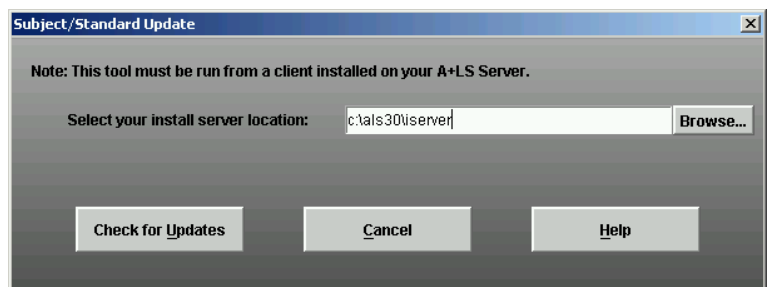 Subject/Standard Update
Note: This tool must be run from a client installed on your A+LS Server.
Select your install server location: c:\als30\iserver Browse...
Check for Updates Cancel Help